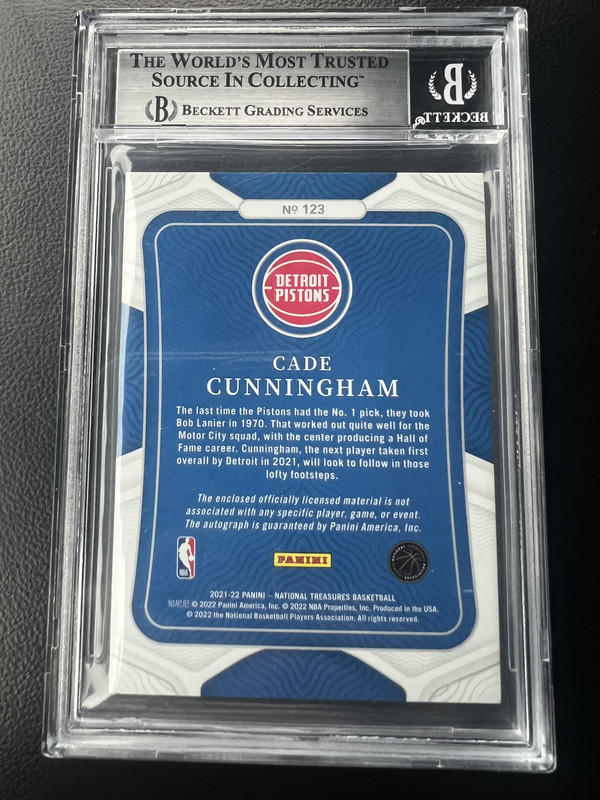 THE WORLD'S MOST TRUSTED
SOURCE IN COLLECTING™
B BECKETT GRADING SERVICES
B
BECKETT
Nº 123
DETROIT
PISTONS
CADE
CUNNINGHAM
The last time the Pistons had the No. 1 pick, they took
Bob Lanier in 1970. That worked out quite well for the
Motor City squad, with the center producing a Hall of
Fame career. Cunningham, the next player taken first
overall by Detroit in 2021, will look to follow in those
lofty footsteps.
The enclosed officially licensed material is not
associated with any specific player, game, or event.
The autograph is guaranteed by Panini America, Inc.
NBA
PANINI
2021-22 PANINI – NATIONAL TREASURES BASKETBALL
© 2022 Panini America, Inc. © 2022 NBA Properties, Inc. Produced in the USA.
© 2022 the National Basketball Players Association. All rights reserved.